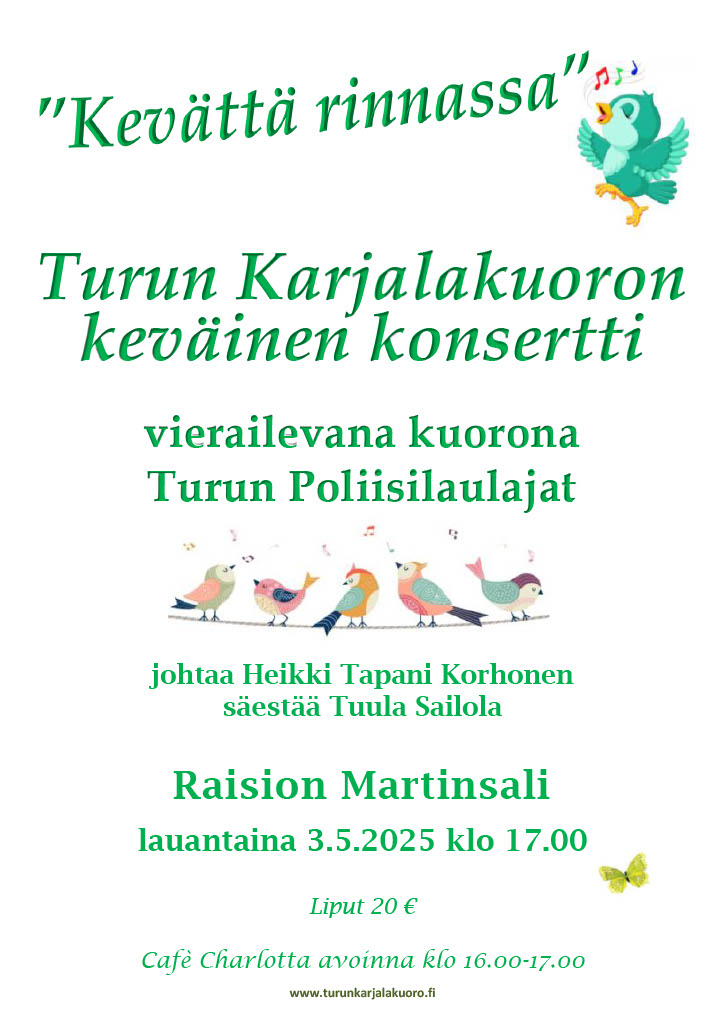 "Kevättä rinnassa"
Turun Karjalakuoron
keväinen konsertti
vierailevana kuorona
Turun Poliisilaulajat
johtaa Heikki Tapani Korhonen
säestää Tuula Sailola
Raision Martinsali
lauantaina 3.5.2025 klo 17.00
Liput 20 €
Cafè Charlotta avoinna klo 16.00-17.00
www.turunkarjalakuoro.fi